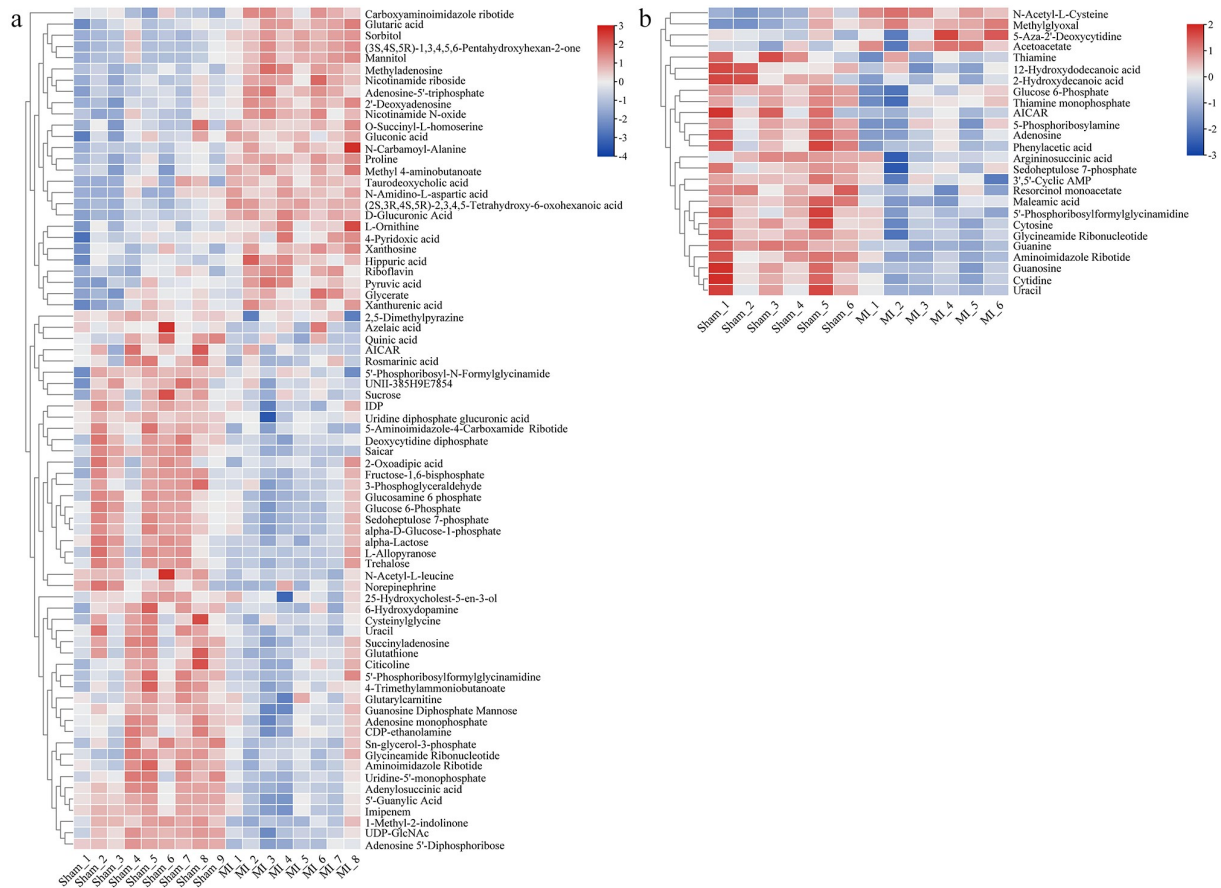 a
Carboxyaminoimidazole ribotide
Glutaric acid
Sorbitol
(3S,4S,5R)-1,3,4,5,6-Pentahydroxyhexan-2-one
Mannitol
Methyladenosine
Nicotinamide riboside
Adenosine-5'-triphosphate
2'-Deoxyadenosine
Nicotinamide N-oxide
O-Succinyl-L-homoserine
Gluconic acid
N-Carbamoyl-Alanine
Proline
Methyl 4-aminobutanoate
Taurodeoxycholic acid
N-Amidino-L-aspartic acid
(2S,3R,4S,5R)-2,3,4,5-Tetrahydroxy-6-oxohexanoic acid
D-Glucuronic Acid
L-Ornithine
4-Pyridoxic acid
Xanthosine
Hippuric acid
Riboflavin
Pyruvic acid
Glycerate
Xanthurenic acid
2,5-Dimethylpyrazine
Azelaic acid
Quinic acid
AICAR
Rosmarinic acid
5'-Phosphoribosyl-N-Formylglycinamide
UNII-385H9E7854
Sucrose
IDP
Uridine diphosphate glucuronic acid
5-Aminoimidazole-4-Carboxamide Ribotide
Deoxycytidine diphosphate
Saicar
2-Oxoadipic acid
Fructose-1,6-bisphosphate
3-Phosphoglyceraldehyde
Glucosamine 6 phosphate
Glucose 6-Phosphate
Sedoheptulose 7-phosphate
alpha-D-Glucose-1-phosphate
alpha-Lactose
L-Allopyranose
Trehalose
N-Acetyl-L-leucine
Norepinephrine
25-Hydroxycholest-5-en-3-ol
6-Hydroxydopamine
Cysteinylglycine
Uracil
Succinyladenosine
Glutathione
Citicoline
5'-Phosphoribosylformylglycinamidine
4-Trimethylammoniobutanoate
Glutarylcarnitine
Guanosine Diphosphate Mannose
Adenosine monophosphate
CDP-ethanolamine
Sn-glycerol-3-phosphate
Glycineamide Ribonucleotide
Aminoimidazole Ribotide
Uridine-5'-monophosphate
Adenylosuccinic acid
5'-Guanylic Acid
Imipenem
1-Methyl-2-indolinone
UDP-GlcNAc
Adenosine 5'-Diphosphoribose
Sham_1
Sham_2
Sham_3
Sham_4
Sham_5
Sham_6
Sham_7
Sham_8
Sham_9
MI_1
MI_2
MI_3
MI_4
MI_5
MI_6
MI_7
MI_8
3
2
1
0
-1
-2
-3
-4
b
N-Acetyl-L-Cysteine
Methylglyoxal
5-Aza-2'-Deoxycytidine
Acetoacetate
Thiamine
12-Hydroxydodecanoic acid
2-Hydroxydecanoic acid
Glucose 6-Phosphate
Thiamine monophosphate
AICAR
5-Phosphoribosylamine
Adenosine
Phenylacetic acid
Argininosuccinic acid
Sedoheptulose 7-phosphate
3',5'-Cyclic AMP
Resorcinol monoacetate
Maleamic acid
5'-Phosphoribosylformylglycinamidine
Cytosine
Glycineamide Ribonucleotide
Guanine
Aminoimidazole Ribotide
Guanosine
Cytidine
Uracil
Sham_1
Sham_2
Sham_3
Sham_4
Sham_5
Sham_6
MI_1
MI_2
MI_3
MI_4
MI_5
MI_6
2
1
0
-1
-2
-3